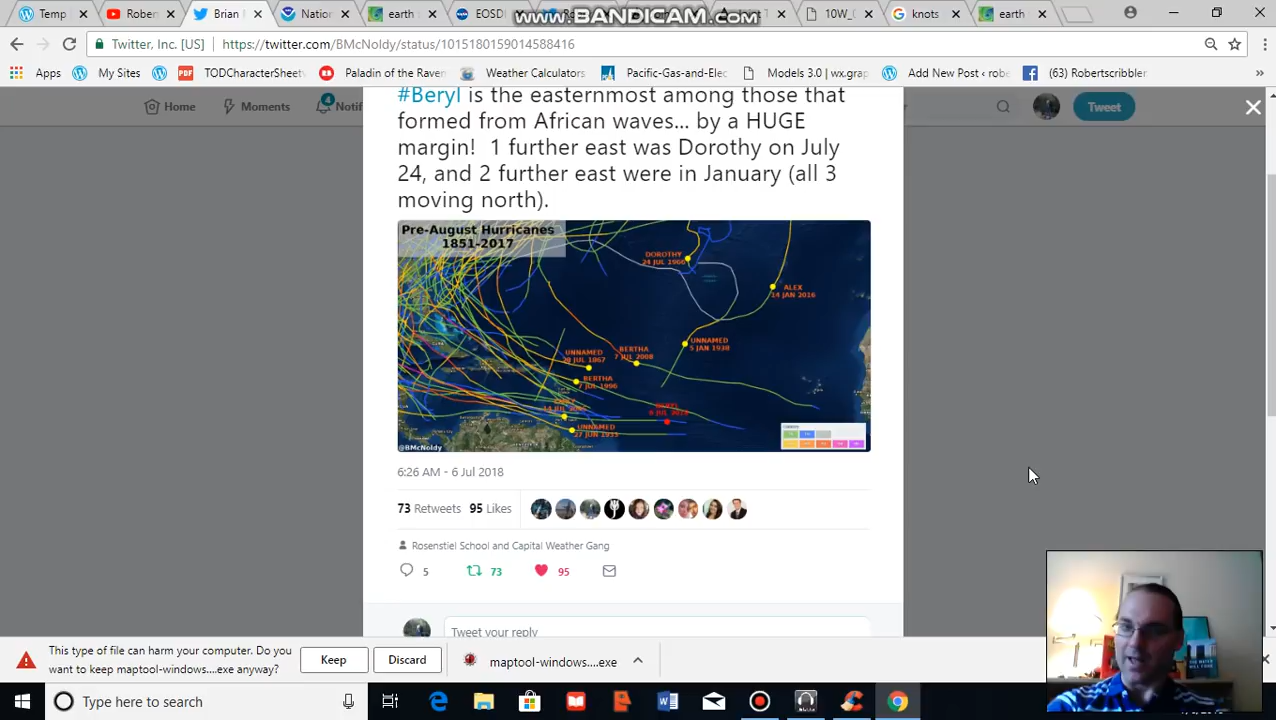 www.BANDICAM.com
Temp
Robert
Brian M
Nation
earth
EOSDI
10W_0
knots
earth
Twitter, Inc. [US]
https://twitter.com/BMcNoldy/status/1015180159014588416
Apps
My Sites
TODCharacterSheet
Paladin of the Raven
Weather Calculators
Pacific-Gas-and-Elec
Models 3.0 | wx.grap
Add New Post ‹ robe
(63) Robertscribbler
»
Home
Moments
4
Notif
Tweet
#Beryl is the easternmost among those that
formed from African waves... by a HUGE
margin! 1 further east was Dorothy on July
24, and 2 further east were in January (all 3
moving north).
Pre-August Hurricanes
1851-2017
DOROTHY
24 JUL 1966
ALEX
14 JAN 2016
UNNAMED
5 JAN 1938
BERTHA
7 JUL 2008
UNNAMED
28 JUL 1867
BERTHA
7 JUL 1996
UNNAMED
27 JUN 1933
@BMcNoldy
6:26 AM - 6 Jul 2018
73 Retweets 95 Likes
Rosenstiel School and Capital Weather Gang
5
73
95
Tweet your reply
This type of file can harm your computer. Do you
want to keep maptool-windows....exe anyway?
Keep
Discard
maptool-windows....exe
Type here to search